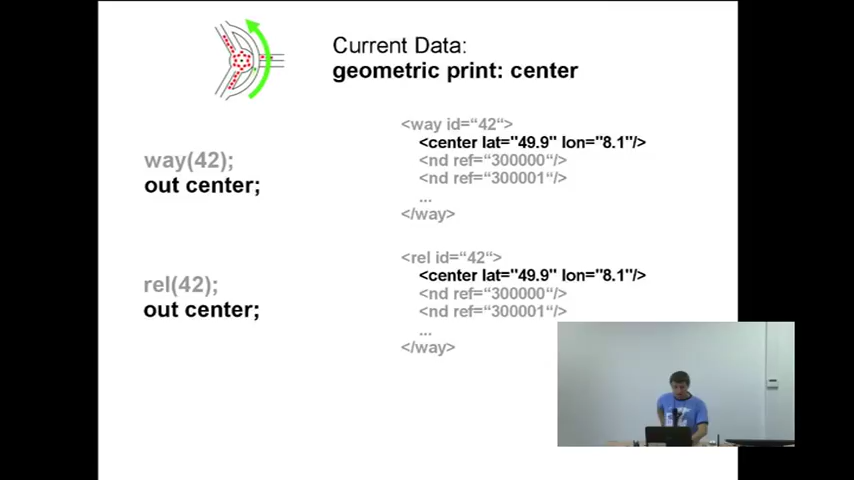 Current Data:
geometric print: center
way(42);
out center;
<way id=“42“>
<center lat="49.9" lon="8.1"/>
<nd ref=“300000“/>
<nd ref=“300001“/>
...
</way>
rel(42);
out center;
<rel id=“42“>
<center lat="49.9" lon="8.1"/>
<nd ref=“300000“/>
<nd ref=“300001“/>
...
</way>